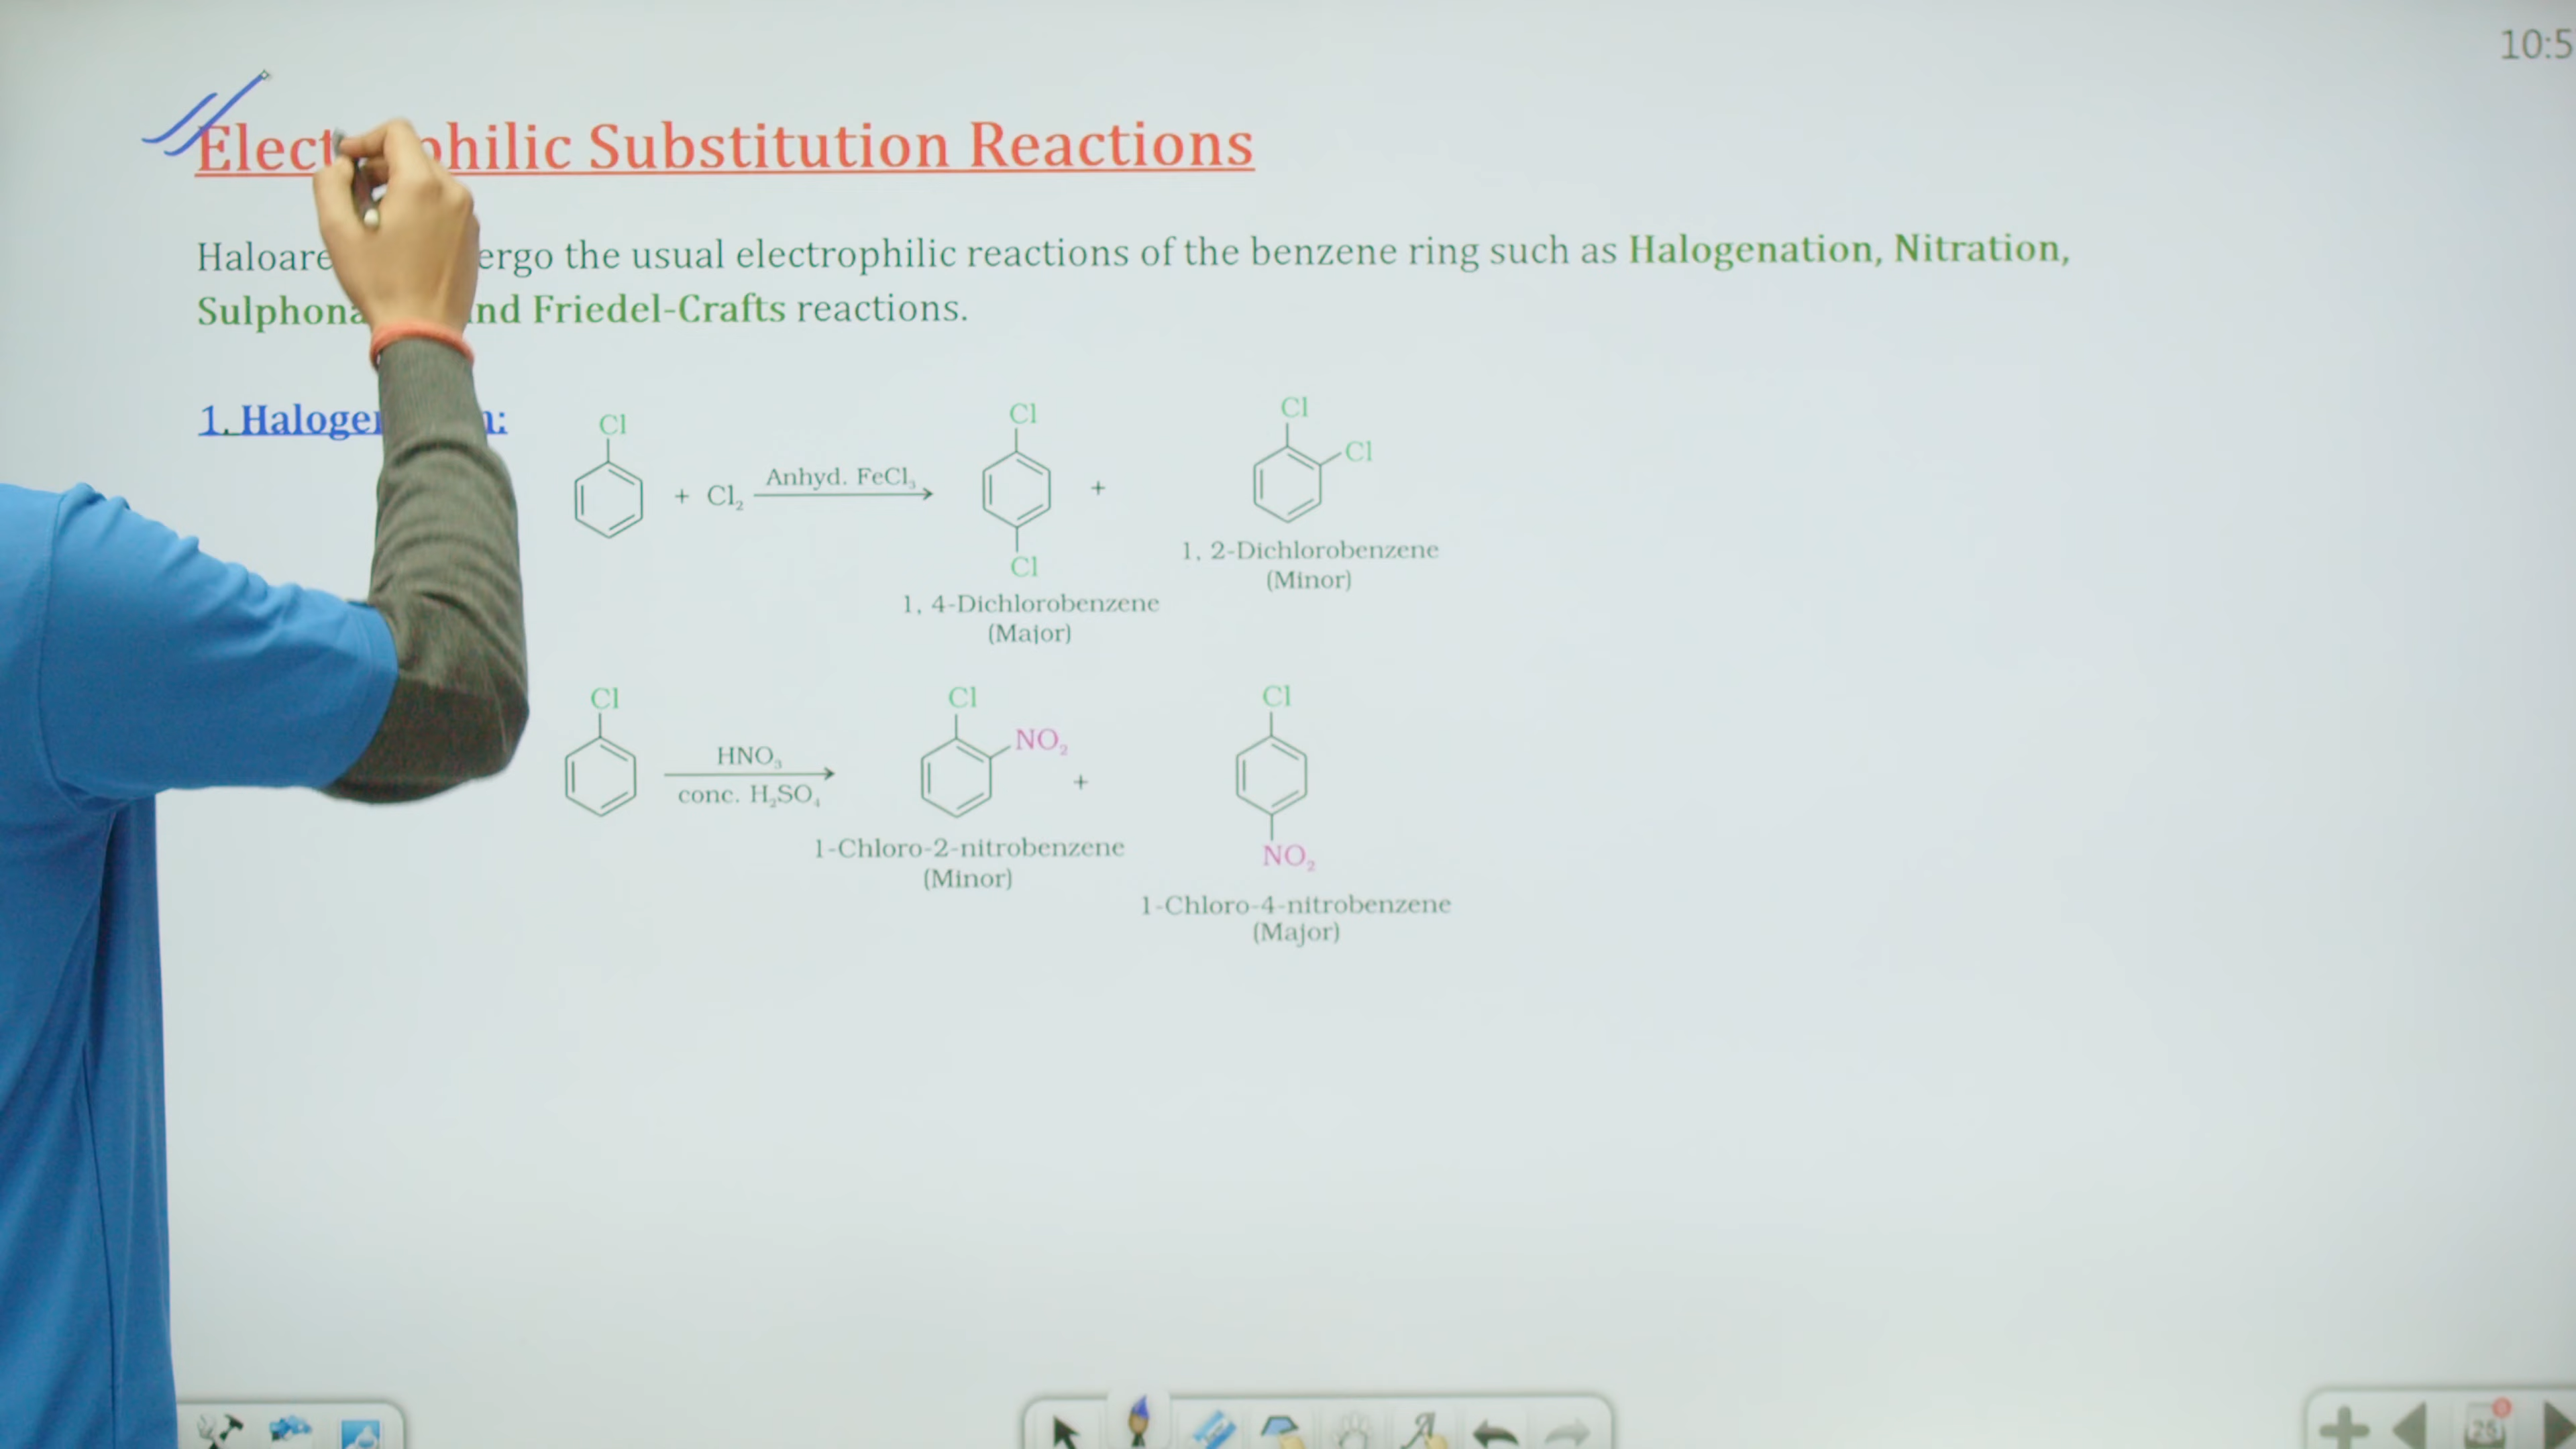 10:5
Elect philic Substitution Reactions
Haloare ergo the usual electrophilic reactions of the benzene ring such as Halogenation, Nitration,
Sulphona nd Friedel-Crafts reactions.
1. Haloge n:
Cl Cl Cl
Cl
+ Cl₂ Anhyd. FeCl₃ +
Cl
1, 2-Dichlorobenzene
(Minor)
1, 4-Dichlorobenzene
(Major)
Cl Cl Cl
NO₂
HNO₃
conc. H₂SO₄
+
1-Chloro-2-nitrobenzene
(Minor)
NO₂
1-Chloro-4-nitrobenzene
(Major)